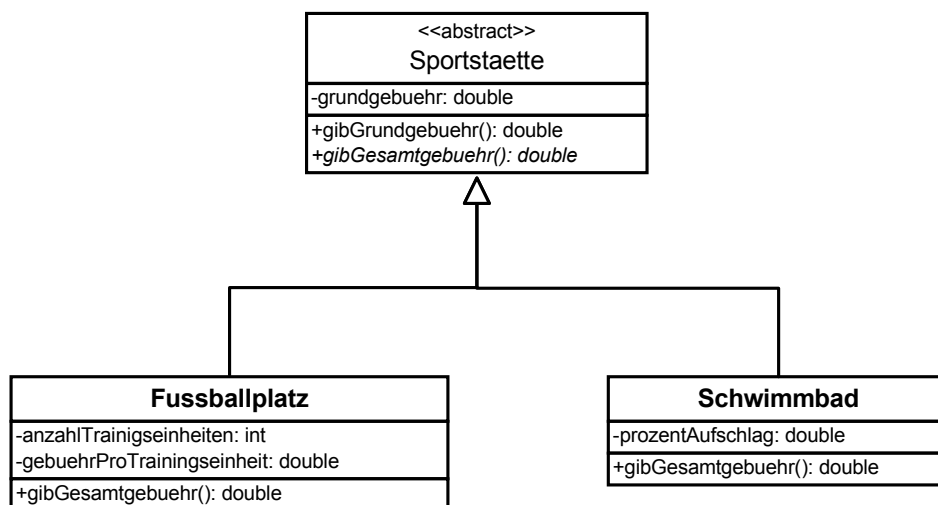 <<abstract>>
Sportstaette
-grundgebuehr: double
+gibGrundgebuehr(): double
+gibGesamtgebuehr(): double
Fussballplatz
-anzahlTrainigseinheiten: int
-gebuehrProTrainingseinheit: double
+gibGesamtgebuehr(): double
Schwimmbad
-prozentAufschlag: double
+gibGesamtgebuehr(): double